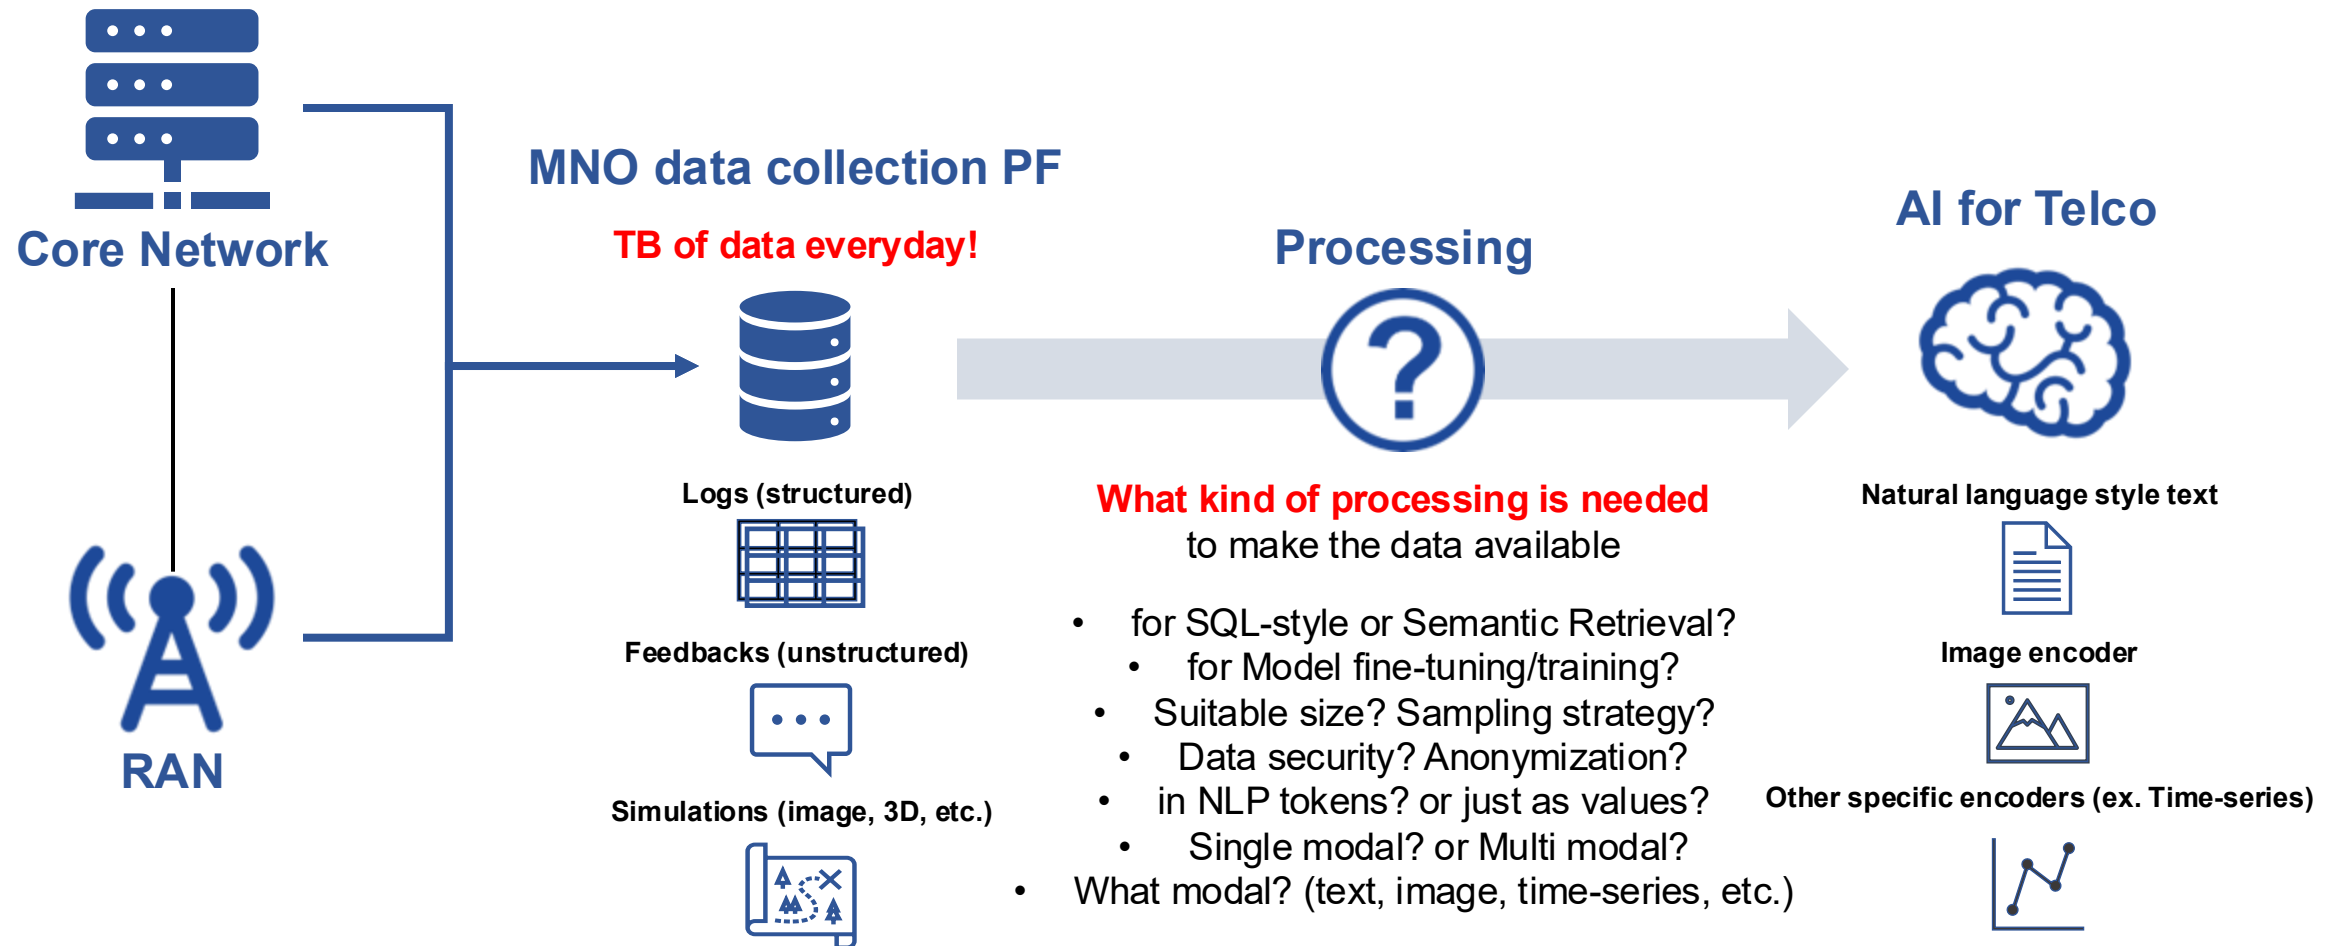 Core Network
RAN
MNO data collection PF
TB of data everyday!
Logs (structured)
Feedbacks (unstructured)
Simulations (image, 3D, etc.)
Processing
?
What kind of processing is needed
to make the data available
• for SQL-style or Semantic Retrieval?
• for Model fine-tuning/training?
• Suitable size? Sampling strategy?
• Data security? Anonymization?
• in NLP tokens? or just as values?
• Single modal? or Multi modal?
• What modal? (text, image, time-series, etc.)
AI for Telco
Natural language style text
Image encoder
Other specific encoders (ex. Time-series)